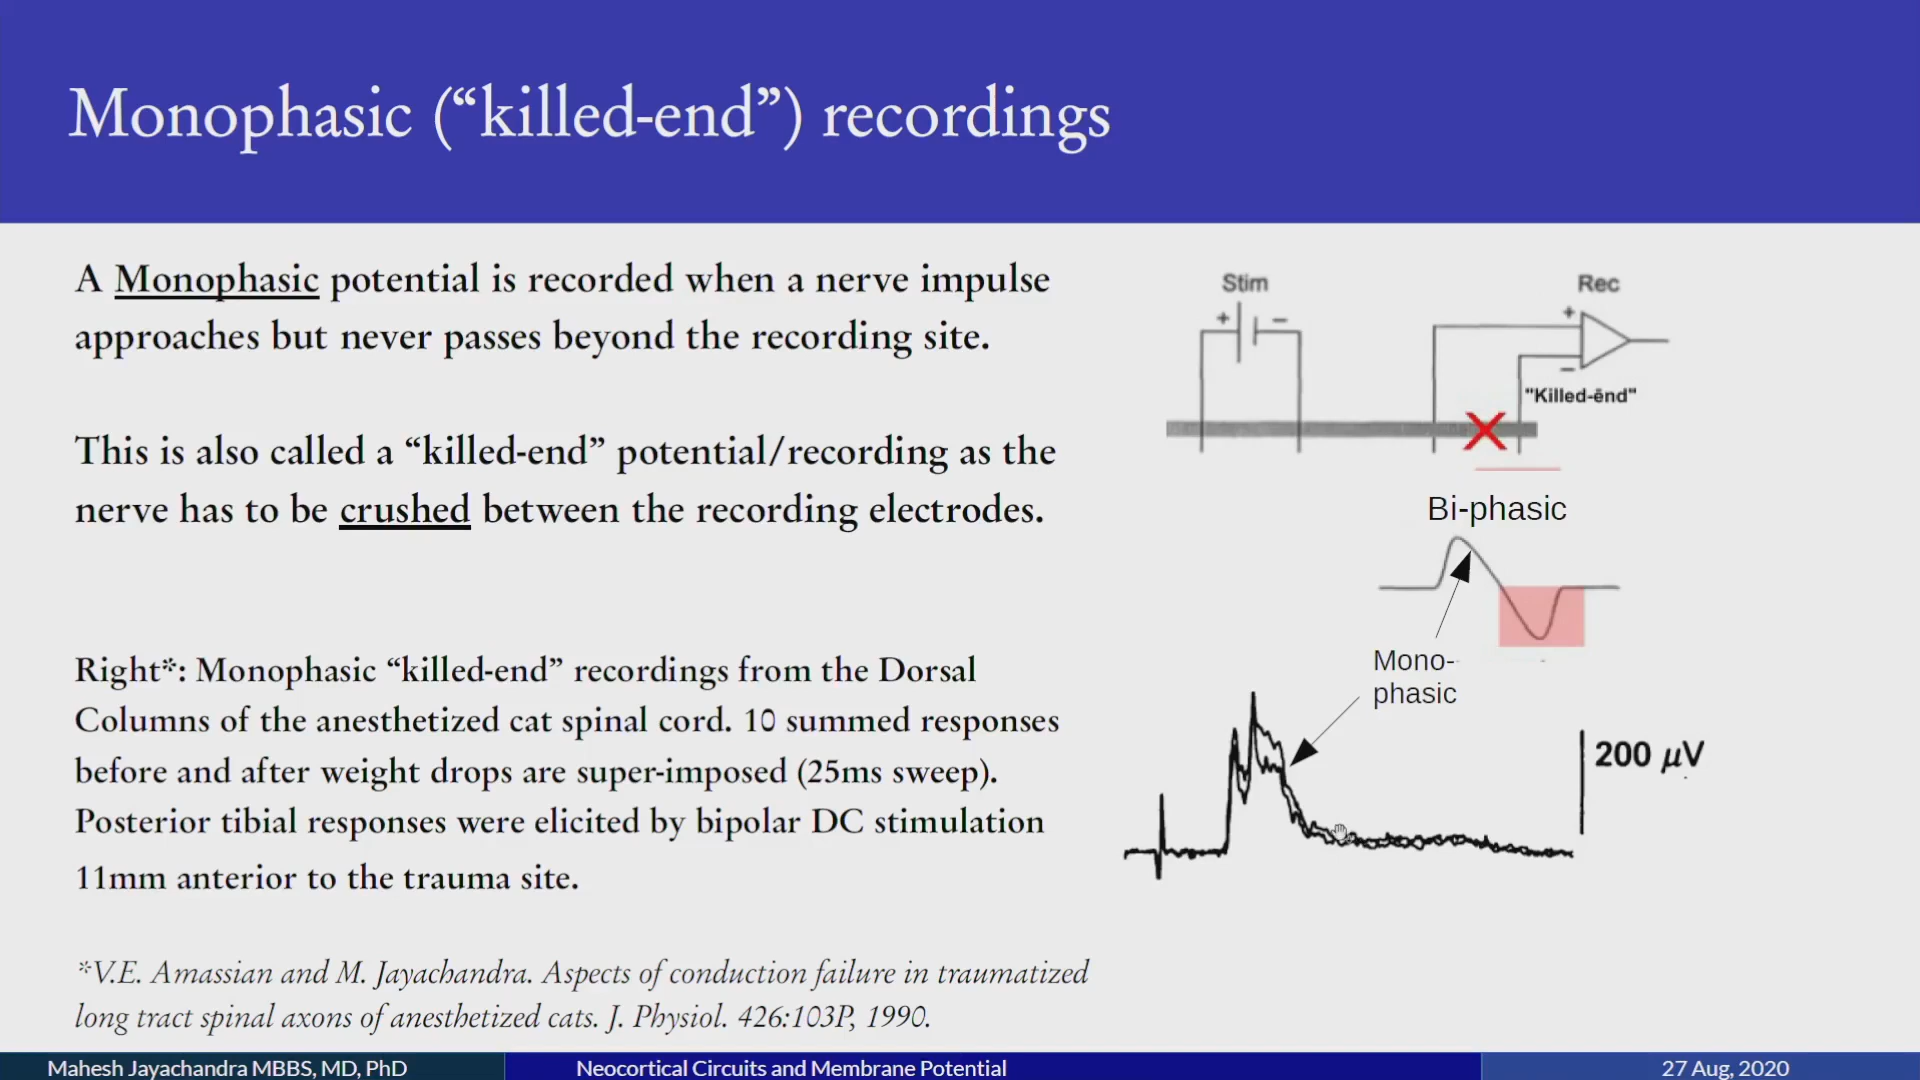 Monophasic (“killed-end”) recordings
A Monophasic potential is recorded when a nerve impulse
approaches but never passes beyond the recording site.
This is also called a “killed-end” potential/recording as the
nerve has to be crushed between the recording electrodes.
Right*: Monophasic “killed-end” recordings from the Dorsal
Columns of the anesthetized cat spinal cord. 10 summed responses
before and after weight drops are super-imposed (25ms sweep).
Posterior tibial responses were elicited by bipolar DC stimulation
11mm anterior to the trauma site.
*V.E. Amassian and M. Jayachandra. Aspects of conduction failure in traumatized
long tract spinal axons of anesthetized cats. J. Physiol. 426:103P, 1990.
Stim
Rec
+ −
+
−
"Killed-end"
Bi-phasic
Mono-
phasic
200 µV
Mahesh Jayachandra MBBS, MD, PhD
Neocortical Circuits and Membrane Potential
27 Aug, 2020